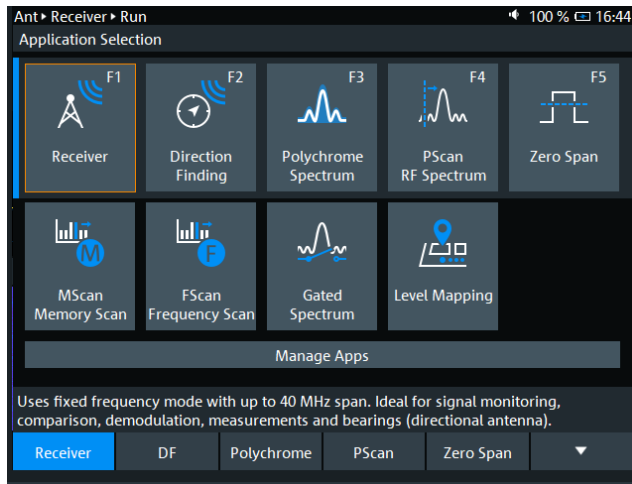 Ant ▸ Receiver ▸ Run 100 % 16:44
Application Selection
F1 F2 F3 F4 F5
Receiver Direction Polychrome PScan Zero Span
Finding Spectrum RF Spectrum
M F
MScan FScan Gated Level Mapping
Memory Scan Frequency Scan Spectrum
Manage Apps
Uses fixed frequency mode with up to 40 MHz span. Ideal for signal monitoring,
comparison, demodulation, measurements and bearings (directional antenna).
Receiver DF Polychrome PScan Zero Span ▼